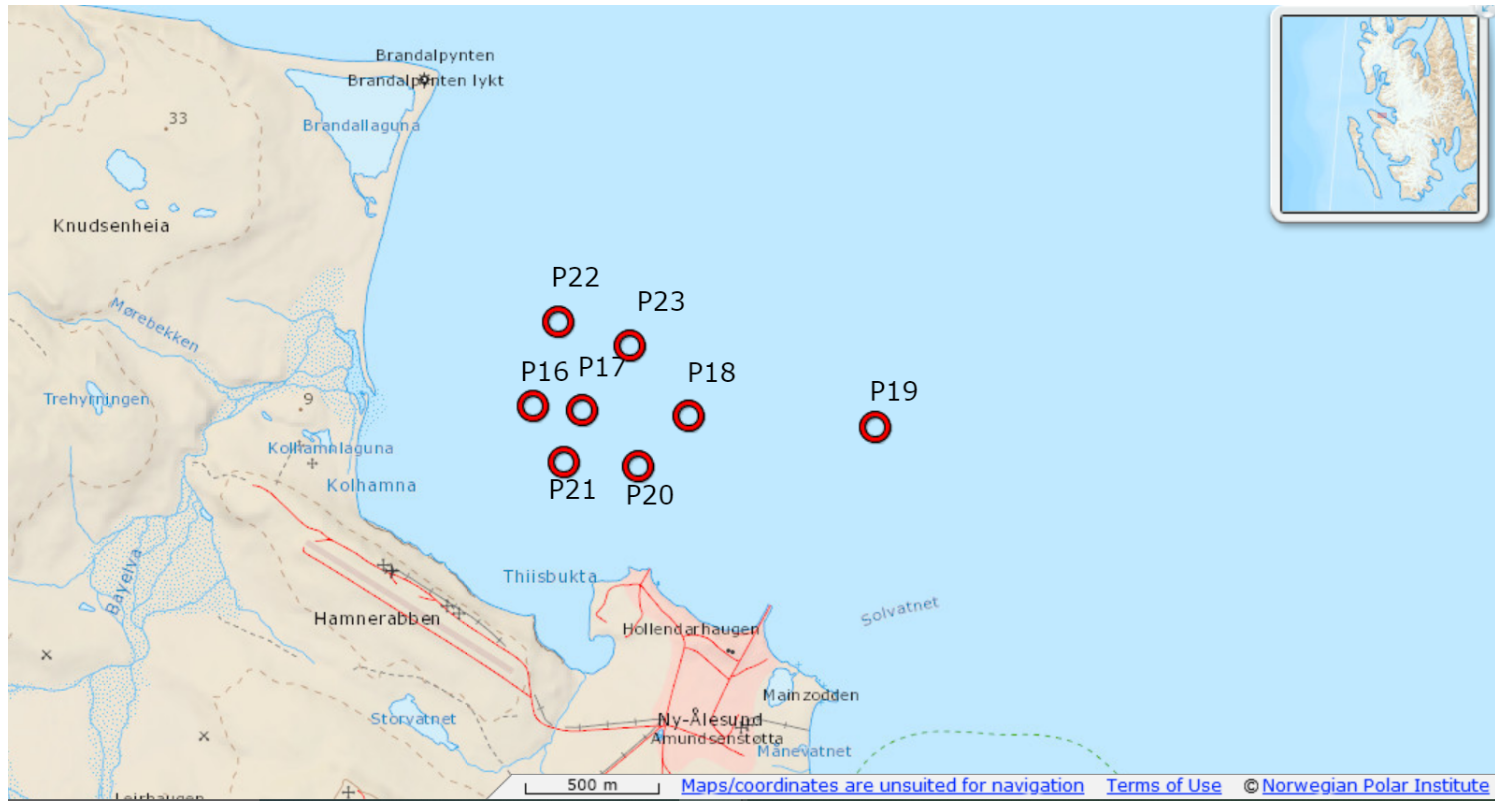 Brandalpynten
Brandalpynten lykt
33
Brandallaguna
Knudsenheia
P22
P23
Mørebekken
P16
P17
P18
P19
Trehyrningen
9
Kolhamnlaguna
Kolhamna
P21
P20
Bayelva
Thiisbukta
Solvatnet
Hamnerabben
Hollendarhaugen
Mainzodden
Storvatnet
Ny-Ålesund
Amundsenstøtta
Månevatnet
500 m
Maps/coordinates are unsuited for navigation
Terms of Use
© Norwegian Polar Institute
Leirhaugen